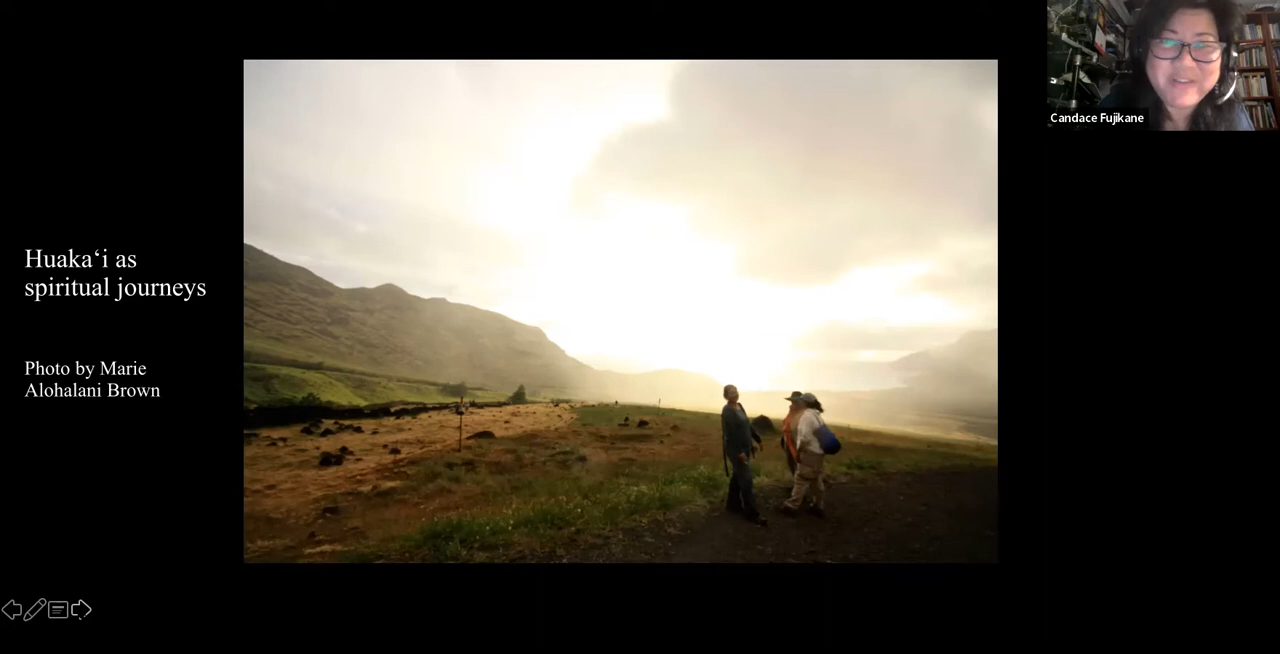 Huakaʻi as
spiritual journeys
Photo by Marie
Alohalani Brown
Candace Fujikane